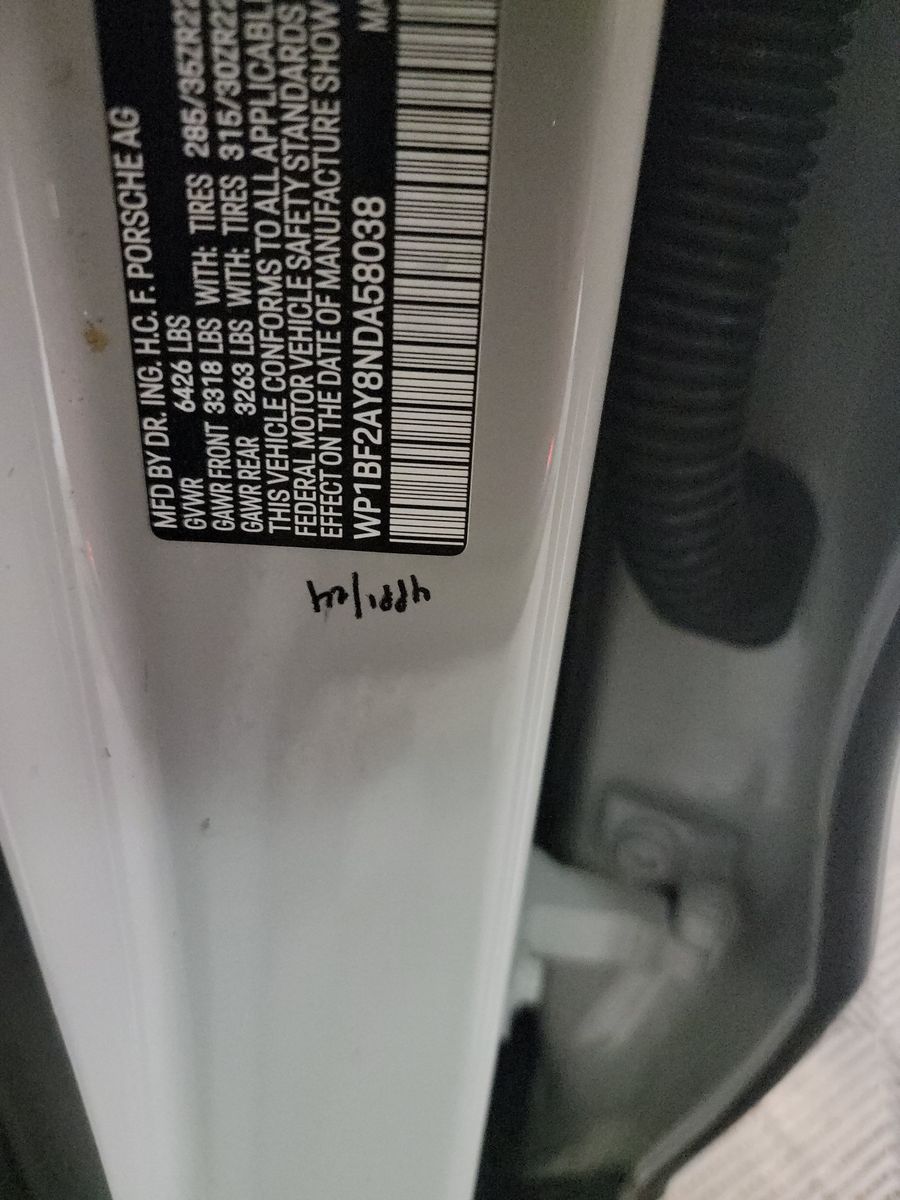 MFD BY DR. ING. H.C. F. PORSCHE AG
GVWR 6426 LBS
GAWR FRONT 3318 LBS WITH: TIRES 285/35ZR22
GAWR REAR 3263 LBS WITH: TIRES 315/30ZR22
THIS VEHICLE CONFORMS TO ALL APPLICABL
FEDERAL MOTOR VEHICLE SAFETY STANDARDS
EFFECT ON THE DATE OF MANUFACTURE SHOW
WP1BF2AY8NDA58038